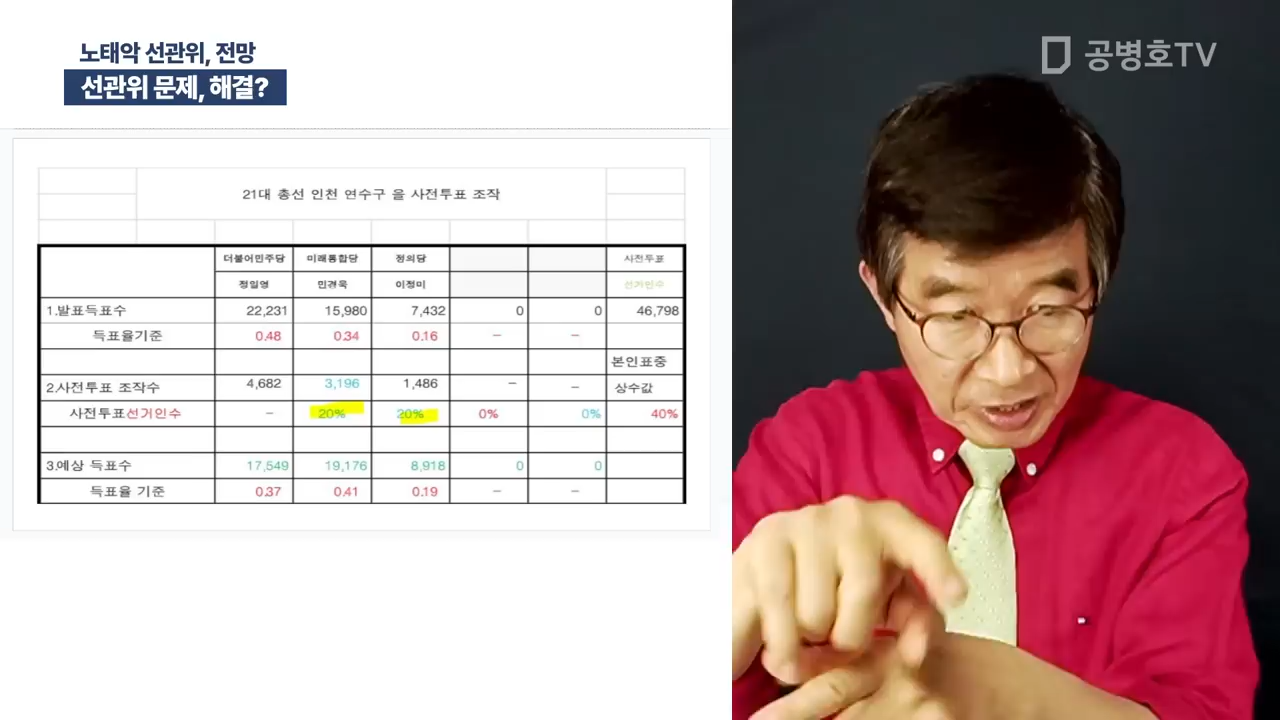 노태악 선관위, 전망
선관위 문제, 해결?
공병호TV
21대 총선 인천 연수구 을 사전투표 조작
더불어민주당 미래통합당 정의당 사전투표
정일영 민경욱 이정미 선거인수
1.발표득표수 22,231 15,980 7,432 0 0 46,798
득표율기준 0.48 0.34 0.16 – –
본인표중
2.사전투표 조작수 4,682 3,196 1,486 – – 상수값
사전투표선거인수 – 20% 20% 0% 0% 40%
3.예상 득표수 17,549 19,176 8,918 0 0
득표율 기준 0.37 0.41 0.19 – –